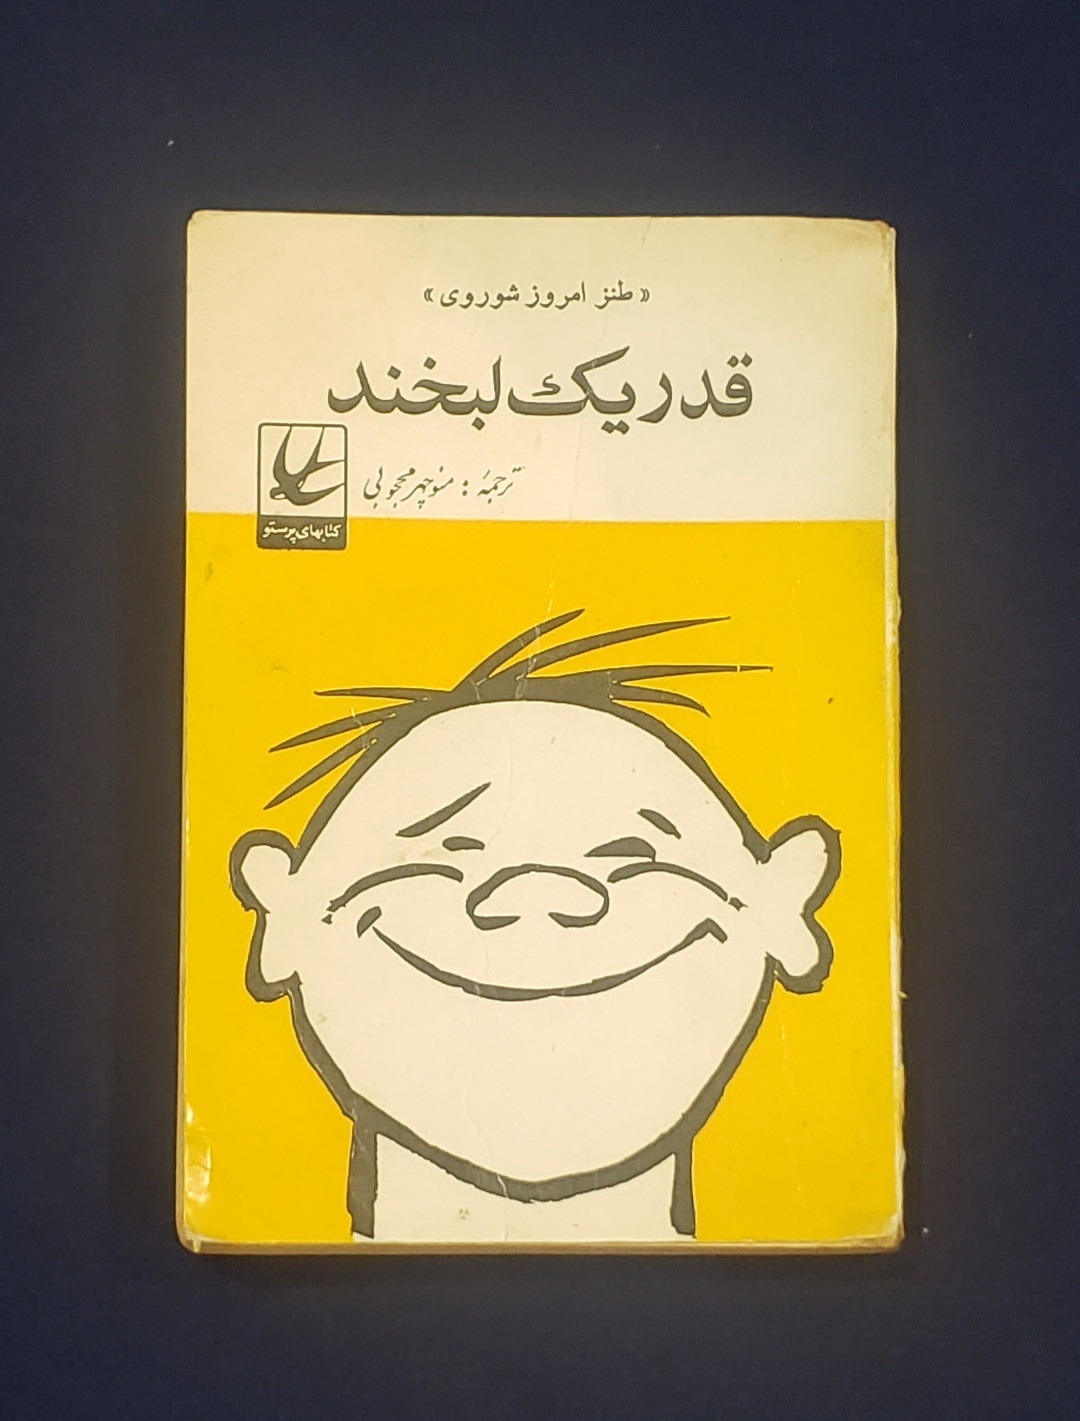 « طنز امروز شوروی »
قدر یک لبخند
ترجمهٔ : منوچهر محجوبی
کتابهای پرستو